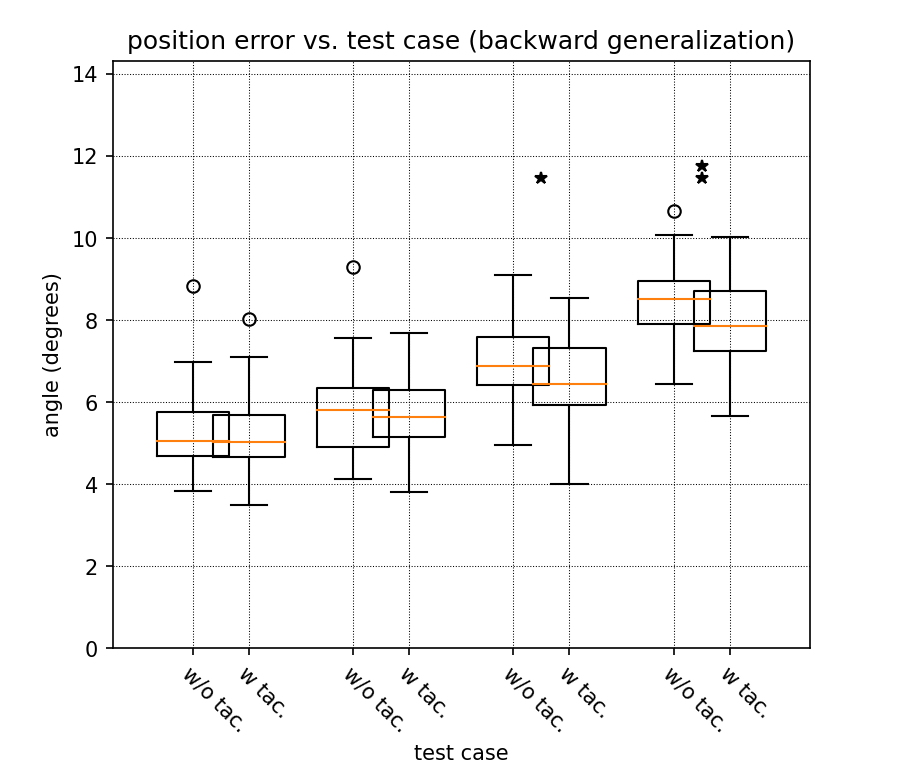 position error vs. test case (backward generalization)
14
12
10
8
6
4
2
0
angle (degrees)
w/o tac.
w tac.
w/o tac.
w tac.
w/o tac.
w tac.
w/o tac.
w tac.
test case